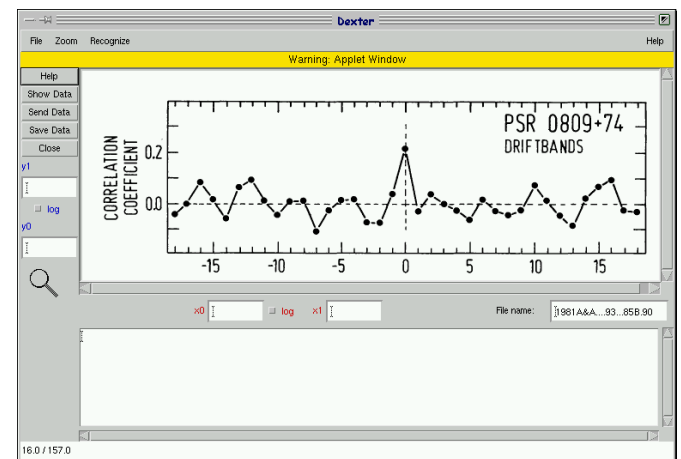 Dexter
File Zoom Recognize Help
Warning: Applet Window
Help
Show Data
Send Data
Save Data
Close
y1
log
y0
PSR 0809+74
DRIFTBANDS
CORRELATION
COEFFICIENT
0.2
0.0
-15 -10 -5 0 5 10 15
x0 log x1 File name: 1981A&A....93...85B.90
16.0 / 157.0